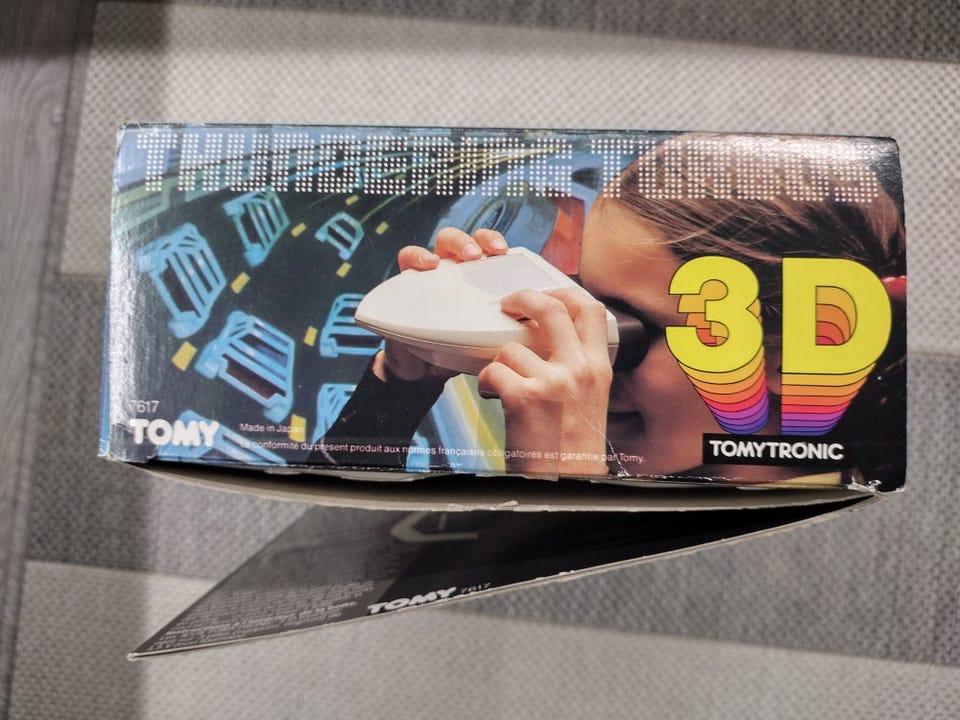 THUNDERING TURBOS
3D
TOMYTRONIC
7617
TOMY
Made in Japan
La conformité du présent produit aux normes françaises obligatoires est garantie par Tomy.
TOMY 7617